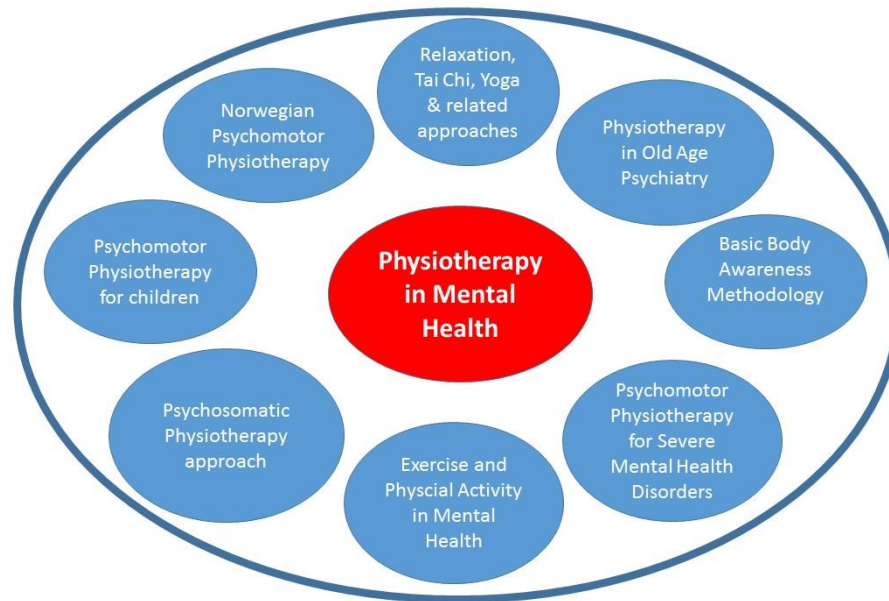 Relaxation,
Tai Chi, Yoga
& related
approaches
Physiotherapy
in Old Age
Psychiatry
Basic Body
Awareness
Methodology
Psychomotor
Physiotherapy
for Severe
Mental Health
Disorders
Exercise and
Physcial Activity
in Mental
Health
Psychosomatic
Physiotherapy
approach
Psychomotor
Physiotherapy
for children
Norwegian
Psychomotor
Physiotherapy
Physiotherapy
in Mental
Health